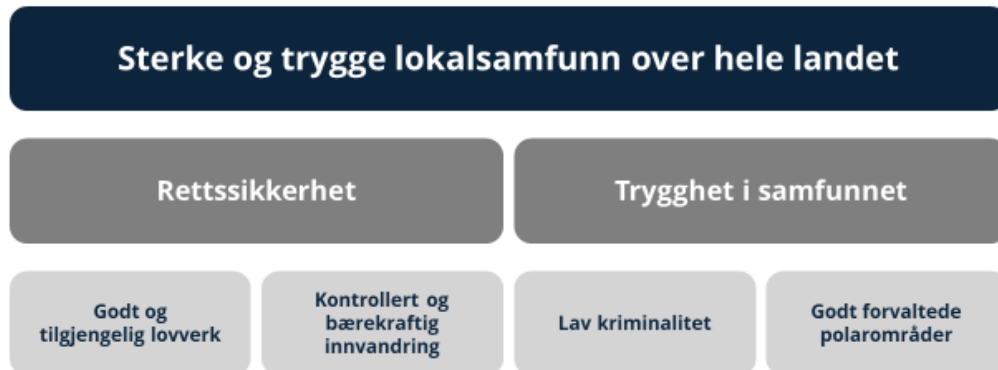 Sterke og trygge lokalsamfunn over hele landet
Rettssikkerhet
Trygghet i samfunnet
Godt og
tilgjengelig lovverk
Kontrollert og
bærekraftig
innvandring
Lav kriminalitet
Godt forvaltede
polarområder